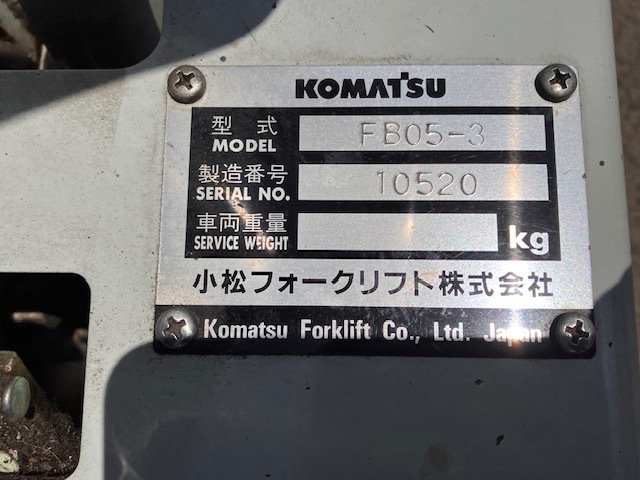 KOMATSU
型式 FB05-3
MODEL
製造番号 10520
SERIAL NO.
車両重量 kg
SERVICE WEIGHT
小松フォークリフト株式会社
Komatsu Forklift Co., Ltd. Japan